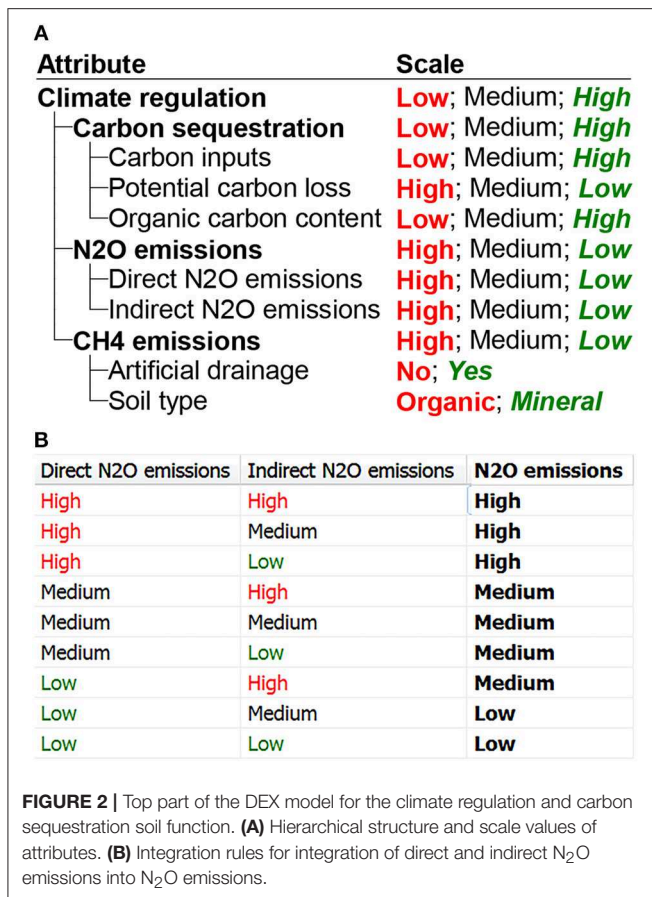 A
Attribute Scale
Climate regulation Low; Medium; High
Carbon sequestration Low; Medium; High
Carbon inputs Low; Medium; High
Potential carbon loss High; Medium; Low
Organic carbon content Low; Medium; High
N2O emissions High; Medium; Low
Direct N2O emissions High; Medium; Low
Indirect N2O emissions High; Medium; Low
CH4 emissions High; Medium; Low
Artificial drainage No; Yes
Soil type Organic; Mineral
B
Direct N2O emissions Indirect N2O emissions N2O emissions
High High High
High Medium High
High Low High
Medium High Medium
Medium Medium Medium
Medium Low Medium
Low High Medium
Low Medium Low
Low Low Low
FIGURE 2 | Top part of the DEX model for the climate regulation and carbon
sequestration soil function. (A) Hierarchical structure and scale values of
attributes. (B) Integration rules for integration of direct and indirect N₂O
emissions into N₂O emissions.